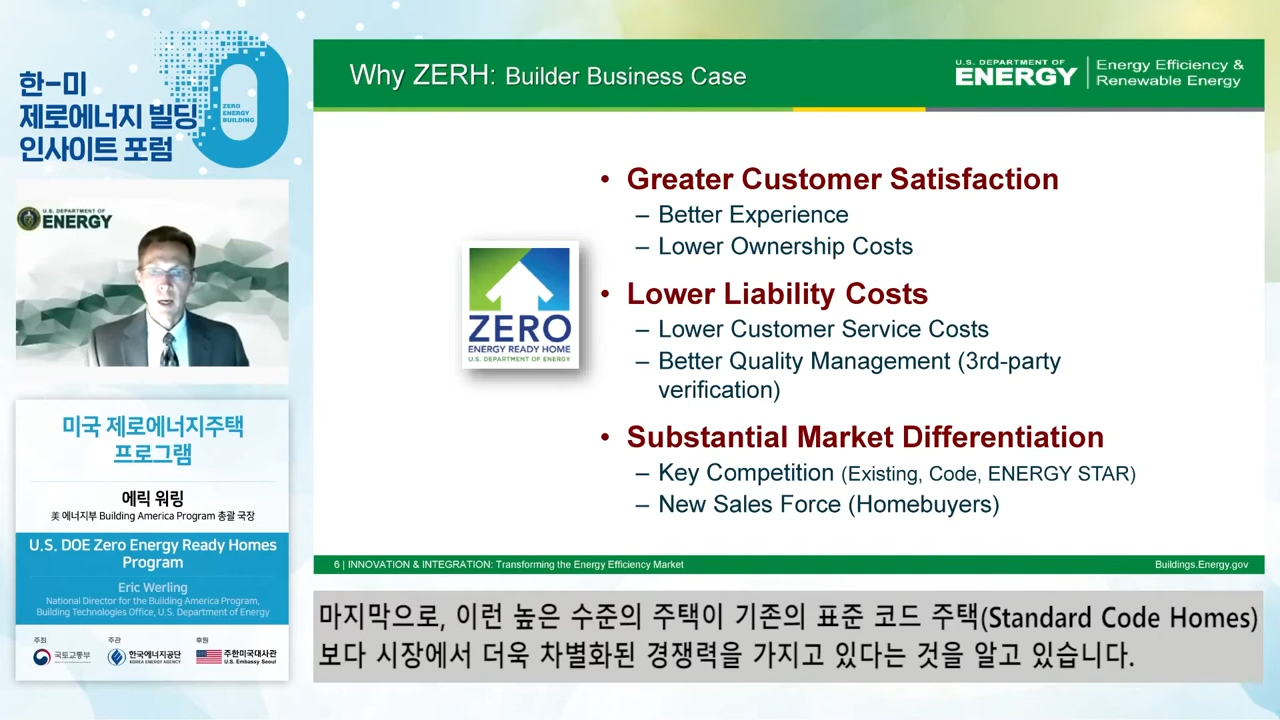 한-미
제로에너지 빌딩
인사이트 포럼
ZERO
ENERGY
BUILDING
U.S. DEPARTMENT OF
ENERGY
미국 제로에너지주택
프로그램
에릭 워링
美 에너지부 Building America Program 총괄 국장
U.S. DOE Zero Energy Ready Homes
Program
Eric Werling
National Director for the Building America Program,
Building Technologies Office, U.S. Department of Energy
주최
국토교통부
주관
한국에너지공단
KOREA ENERGY AGENCY
후원
주한미국대사관
U.S. Embassy Seoul
Why ZERH: Builder Business Case
U.S. DEPARTMENT OF
ENERGY
Energy Efficiency &
Renewable Energy
ZERO
ENERGY READY HOME
U.S. DEPARTMENT OF ENERGY
• Greater Customer Satisfaction
– Better Experience
– Lower Ownership Costs
• Lower Liability Costs
– Lower Customer Service Costs
– Better Quality Management (3rd-party
verification)
• Substantial Market Differentiation
– Key Competition (Existing, Code, ENERGY STAR)
– New Sales Force (Homebuyers)
6 | INNOVATION & INTEGRATION: Transforming the Energy Efficiency Market
Buildings.Energy.gov
마지막으로, 이런 높은 수준의 주택이 기존의 표준 코드 주택(Standard Code Homes)
보다 시장에서 더욱 차별화된 경쟁력을 가지고 있다는 것을 알고 있습니다.